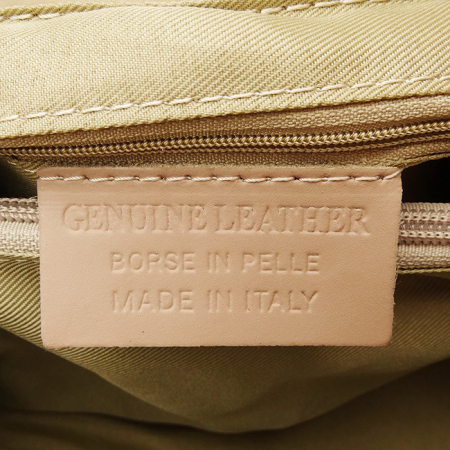 GENUINE LEATHER
BORSE IN PELLE
MADE IN ITALY